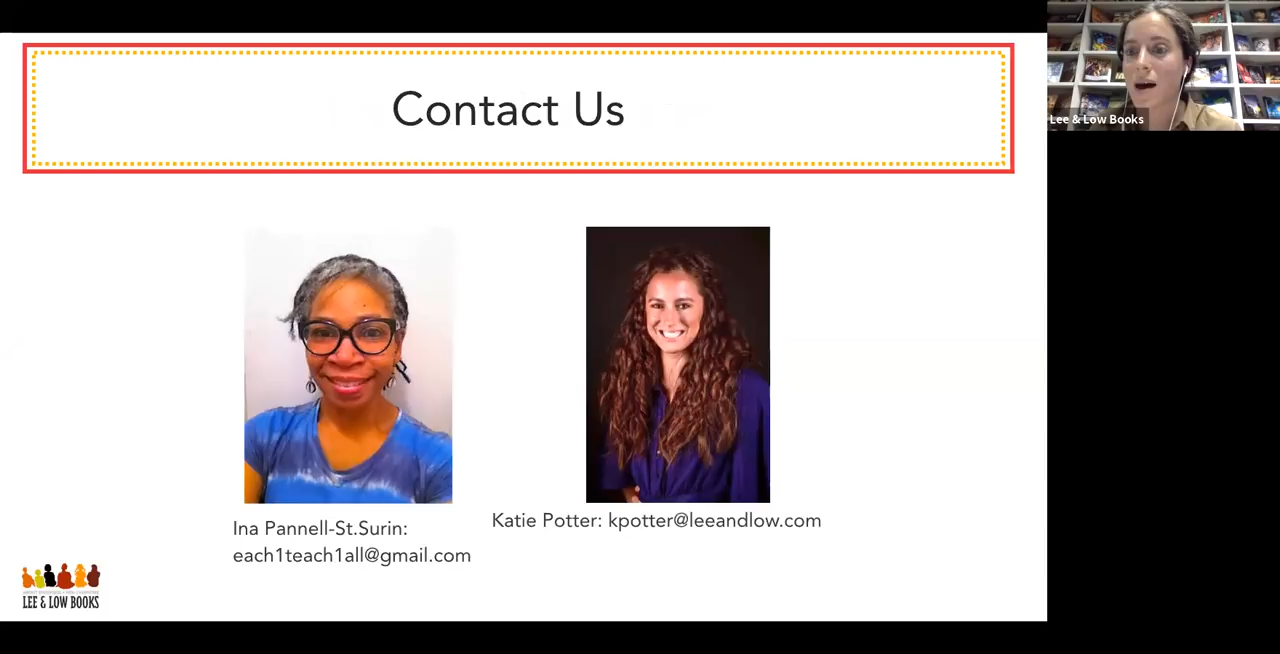 Contact Us
Lee & Low Books
Ina Pannell-St.Surin:
each1teach1all@gmail.com
Katie Potter: kpotter@leeandlow.com
LEE & LOW BOOKS